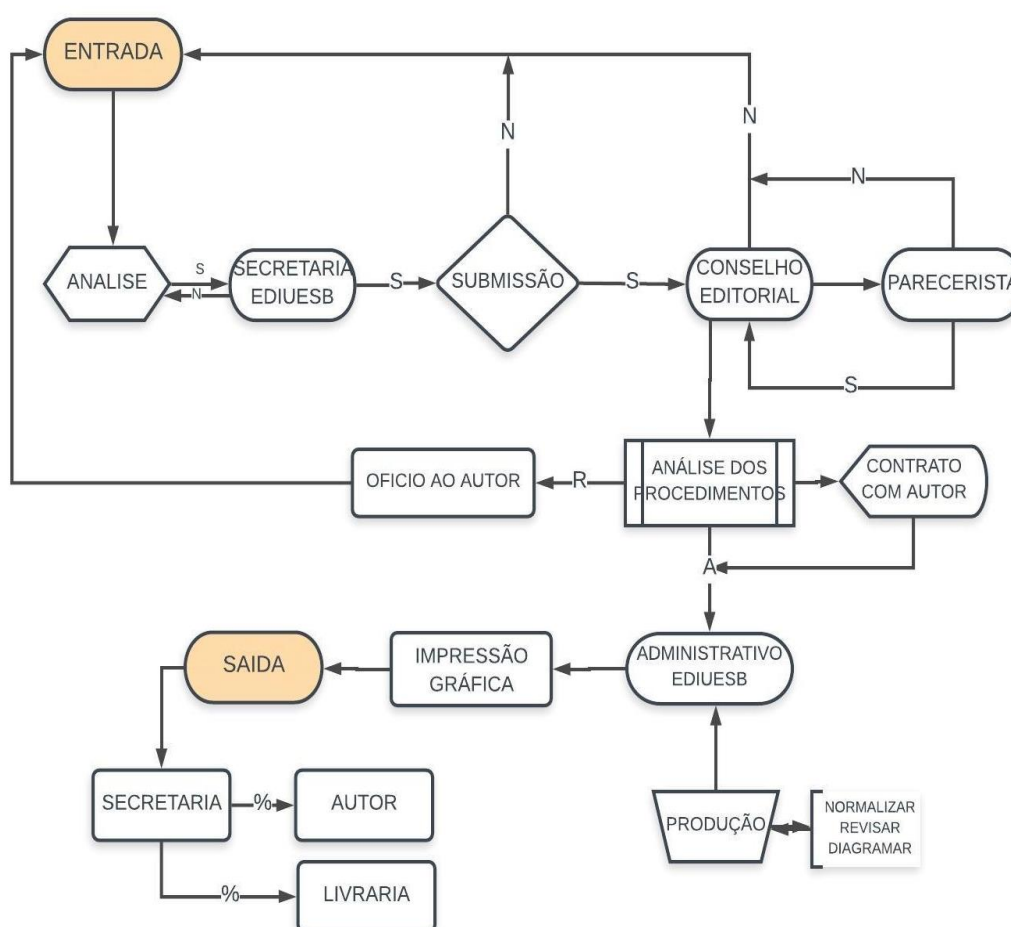 ENTRADA
N
N
N
ANALISE
S
N
SECRETARIA
EDIUESB
S
SUBMISSÃO
S
CONSELHO
EDITORIAL
PARECERISTA
S
OFICIO AO AUTOR
R
ANÁLISE DOS
PROCEDIMENTOS
CONTRATO
COM AUTOR
A
SAIDA
IMPRESSÃO
GRÁFICA
ADMINISTRATIVO
EDIUESB
SECRETARIA
%
AUTOR
PRODUÇÃO
NORMALIZAR
REVISAR
DIAGRAMAR
%
LIVRARIA